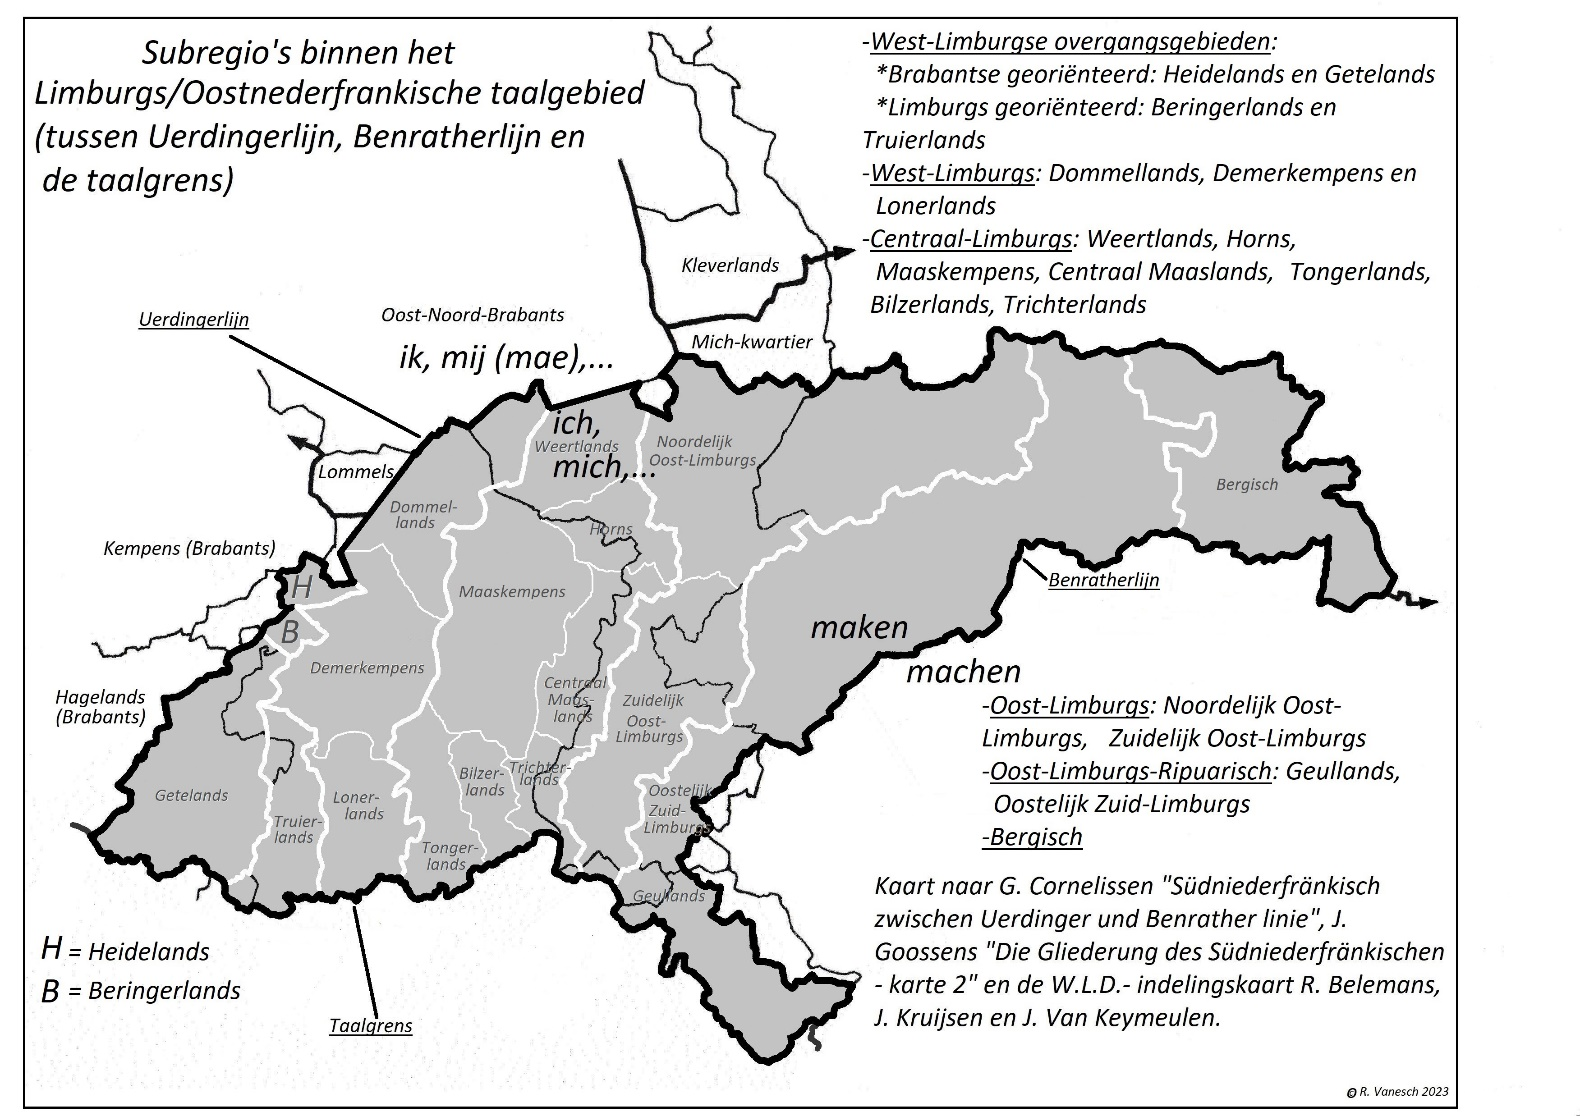 Subregio's binnen het
Limburgs/Oostnederfrankische taalgebied
(tussen Uerdingerlijn, Benratherlijn en
de taalgrens)
-West-Limburgse overgangsgebieden:
*Brabantse georiënteerd: Heidelands en Getelands
*Limburgs georiënteerd: Beringerlands en
Truierlands
-West-Limburgs: Dommellands, Demerkempens en
Lonerlands
-Centraal-Limburgs: Weertlands, Horns,
Maaskempens, Centraal Maaslands, Tongerlands,
Bilzerlands, Trichterlands
Kleverlands
Oost-Noord-Brabants
Uerdingerlijn
Mich-kwartier
ik, mij (mae),...
ich,
Weertlands
mich,...
Noordelijk
Oost-Limburgs
Lommels
Bergisch
Dommel-
lands
Horns
Kempens (Brabants)
H
Maaskempens
Benratherlijn
B
maken
Demerkempens
machen
Hagelands
(Brabants)
Centraal
Maas-
lands
Zuidelijk
Oost-
Limburgs
-Oost-Limburgs: Noordelijk Oost-
Limburgs, Zuidelijk Oost-Limburgs
-Oost-Limburgs-Ripuarisch: Geullands,
Oostelijk Zuid-Limburgs
-Bergisch
Getelands
Truier-
lands
Loner-
lands
Bilzer-
lands
Trichter-
lands
Oostelijk
Zuid-
Limburgs
Tonger-
lands
Geullands
Kaart naar G. Cornelissen "Südniederfränkisch
zwischen Uerdinger und Benrather linie", J.
Goossens "Die Gliederung des Südniederfränkischen
- karte 2" en de W.L.D.- indelingskaart R. Belemans,
J. Kruijsen en J. Van Keymeulen.
H = Heidelands
B = Beringerlands
Taalgrens
© R. Vanesch 2023